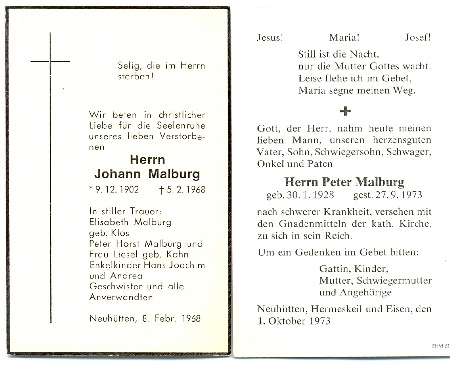 Selig, die im Herrn
starben!
Wir beten in christlicher
Liebe für die Seelenruhe
unseres lieben Verstorbe-
nen
Herrn
Johann Malburg
* 9. 12. 1902 † 5. 2. 1968
In stiller Trauer:
Elisabeth Malburg
geb. Klos
Peter Horst Malburg und
Frau Liesel geb. Kahn
Enkelkinder Hans Joachim
und Andrea
Geschwister und alle
Anverwandten
Neuhütten, 8. Febr. 1968
Jesus! Maria! Josef!
Still ist die Nacht,
nur die Mutter Gottes wacht.
Leise flehe ich im Gebet,
Maria segne meinen Weg.
Gott, der Herr, nahm heute meinen
lieben Mann, unseren herzensguten
Vater, Sohn, Schwiegersohn, Schwager,
Onkel und Paten
Herrn Peter Malburg
geb. 30. 1. 1928 gest. 27. 9. 1973
nach schwerer Krankheit, versehen mit
den Gnadenmitteln der kath. Kirche,
zu sich in sein Reich.
Um ein Gedenken im Gebet bitten:
Gattin, Kinder,
Mutter, Schwiegermutter
und Angehörige
Neuhütten, Hermeskeil und Eisen, den
1. Oktober 1973